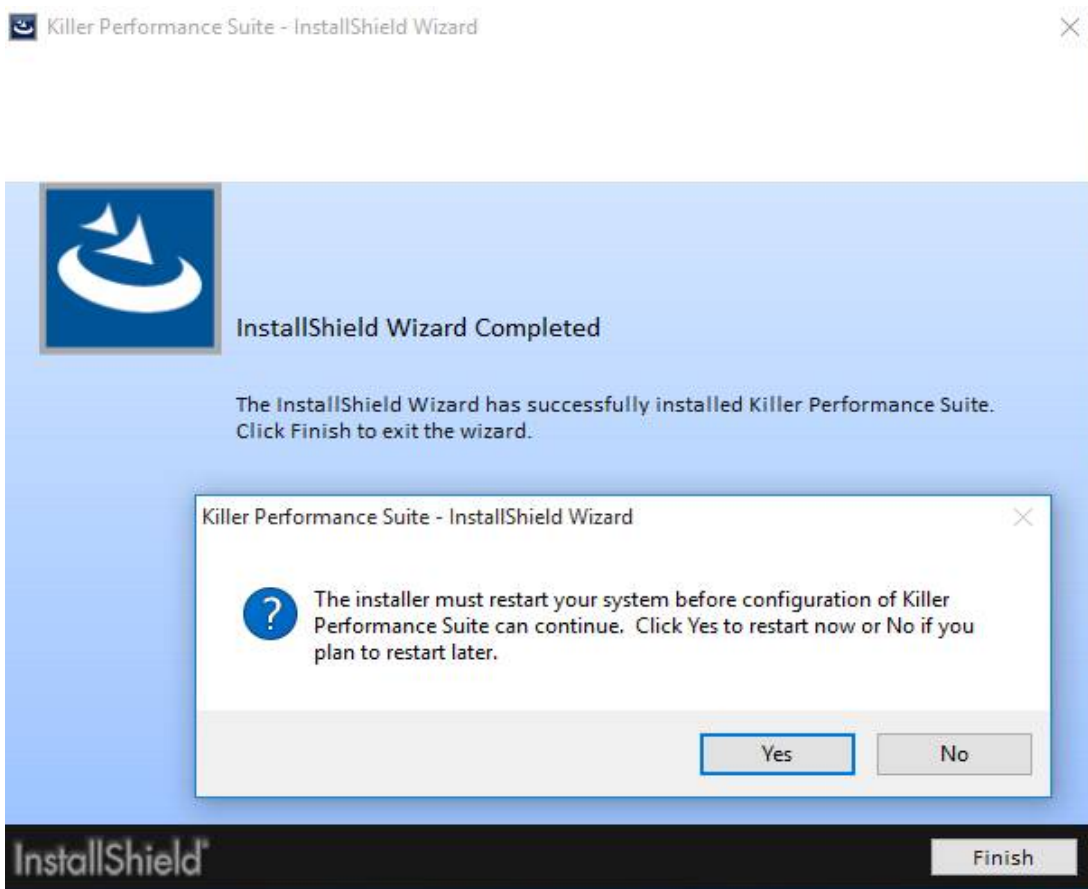 Killer Performance Suite - InstallShield Wizard
InstallShield Wizard Completed
The InstallShield Wizard has successfully installed Killer Performance Suite.
Click Finish to exit the wizard.
Killer Performance Suite - InstallShield Wizard
The installer must restart your system before configuration of Killer
Performance Suite can continue.  Click Yes to restart now or No if you
plan to restart later.
Yes
No
InstallShield®
Finish